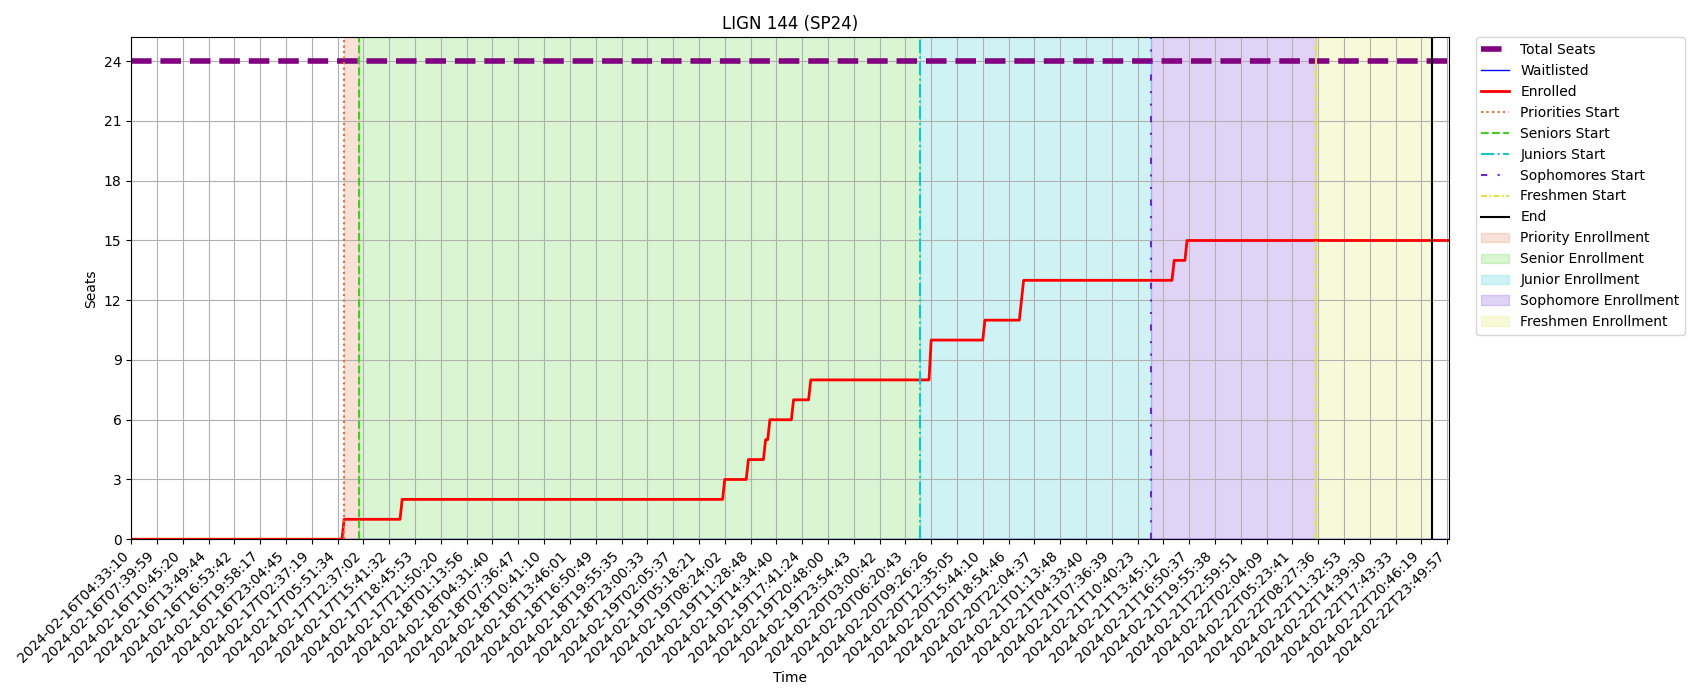 LIGN 144 (SP24)
Seats
24
21
18
15
12
9
6
3
0
2024-02-16T04:33:10
2024-02-16T07:39:59
2024-02-16T10:45:20
2024-02-16T13:49:44
2024-02-16T16:53:42
2024-02-16T19:58:17
2024-02-16T23:04:45
2024-02-17T02:37:19
2024-02-17T05:51:34
2024-02-17T12:37:02
2024-02-17T15:41:32
2024-02-17T18:45:53
2024-02-17T21:50:20
2024-02-18T01:13:56
2024-02-18T04:31:40
2024-02-18T07:36:47
2024-02-18T10:41:10
2024-02-18T13:46:01
2024-02-18T16:50:49
2024-02-18T19:55:35
2024-02-18T23:00:33
2024-02-19T02:05:37
2024-02-19T05:18:21
2024-02-19T08:24:02
2024-02-19T11:28:48
2024-02-19T14:34:40
2024-02-19T17:41:24
2024-02-19T20:48:00
2024-02-19T23:54:43
2024-02-20T03:00:42
2024-02-20T06:20:43
2024-02-20T09:26:26
2024-02-20T12:35:05
2024-02-20T15:44:10
2024-02-20T18:54:46
2024-02-20T22:04:37
2024-02-21T01:13:48
2024-02-21T04:33:40
2024-02-21T07:36:39
2024-02-21T10:40:23
2024-02-21T13:45:12
2024-02-21T16:50:37
2024-02-21T19:55:38
2024-02-21T22:59:51
2024-02-22T02:04:09
2024-02-22T05:23:41
2024-02-22T08:27:36
2024-02-22T11:32:53
2024-02-22T14:39:30
2024-02-22T17:43:33
2024-02-22T20:46:19
2024-02-22T23:49:57
Time
Total Seats
Waitlisted
Enrolled
Priorities Start
Seniors Start
Juniors Start
Sophomores Start
Freshmen Start
End
Priority Enrollment
Senior Enrollment
Junior Enrollment
Sophomore Enrollment
Freshmen Enrollment